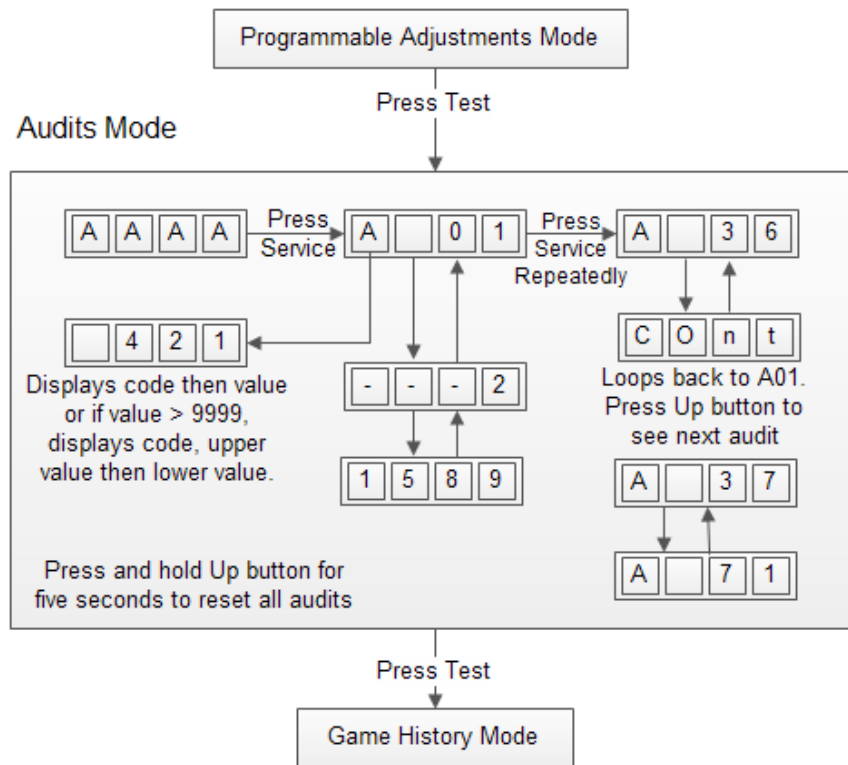 Programmable Adjustments Mode
Press Test
Audits Mode
A A A A
Press
Service
A 0 1
Press
Service
Repeatedly
A 3 6
4 2 1
Displays code then value
or if value > 9999,
displays code, upper
value then lower value.
- - - 2
1 5 8 9
C O n t
Loops back to A01.
Press Up button to
see next audit
A 3 7
A 7 1
Press and hold Up button for
five seconds to reset all audits
Press Test
Game History Mode